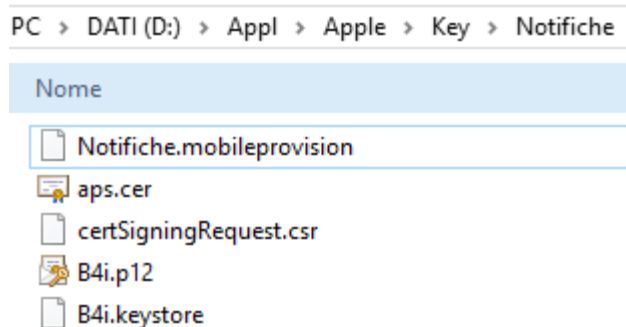 PC > DATI (D:) > Appl > Apple > Key > Notifiche
Nome
Notifiche.mobileprovision
aps.cer
certSigningRequest.csr
B4i.p12
B4i.keystore